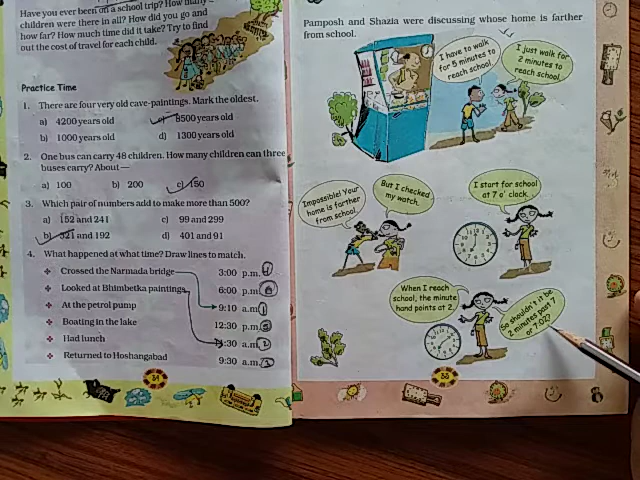 Have you ever been on a school trip? How many
children were there in all? How did you go and
how far? How much time did it take? Try to find
out the cost of travel for each child.
Practice Time
1. There are four very old cave-paintings. Mark the oldest.
a) 4200 years old
c) 8500 years old
b) 1000 years old
d) 1300 years old
2. One bus can carry 48 children. How many children can three
buses carry? About —
a) 100
b) 200
c) 150
3. Which pair of numbers add to make more than 500?
a) 152 and 241
c) 99 and 299
b) 321 and 192
d) 401 and 91
4. What happened at what time? Draw lines to match.
Crossed the Narmada bridge
3:00 p.m.
Looked at Bhimbetka paintings
6:00 p.m.
At the petrol pump
9:10 a.m.
Boating in the lake
12:30 p.m.
Had lunch
:30 a.m.
Returned to Hoshangabad
9:30 a.m.
Pamposh and Shazia were discussing whose home is farther
from school.
I have to walk
for 5 minutes to
reach school.
I just walk for
2 minutes to
reach school.
Impossible! Your
home is farther
from school.
But I checked
my watch.
I start for school
at 7 o' clock.
When I reach
school, the minute
hand points at 2.
So shouldn't it be
2 minutes past 7
or 7:02?